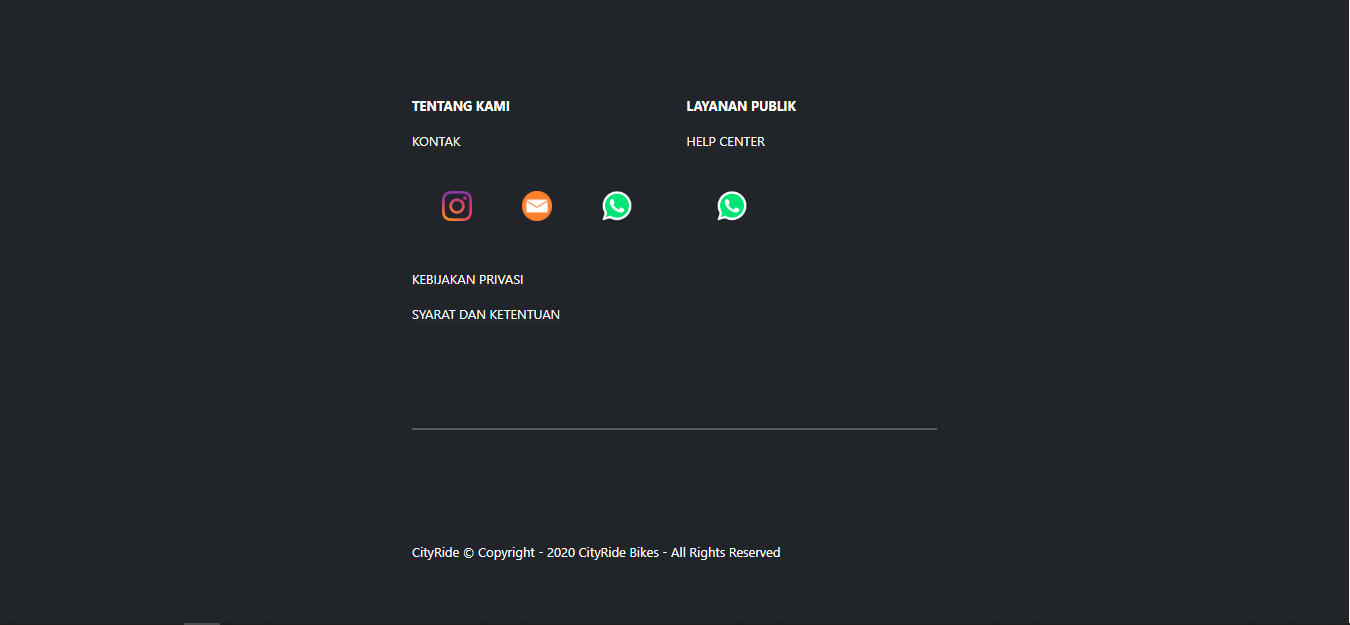 TENTANG KAMI
KONTAK
KEBIJAKAN PRIVASI
SYARAT DAN KETENTUAN
LAYANAN PUBLIK
HELP CENTER
CityRide © Copyright - 2020 CityRide Bikes - All Rights Reserved